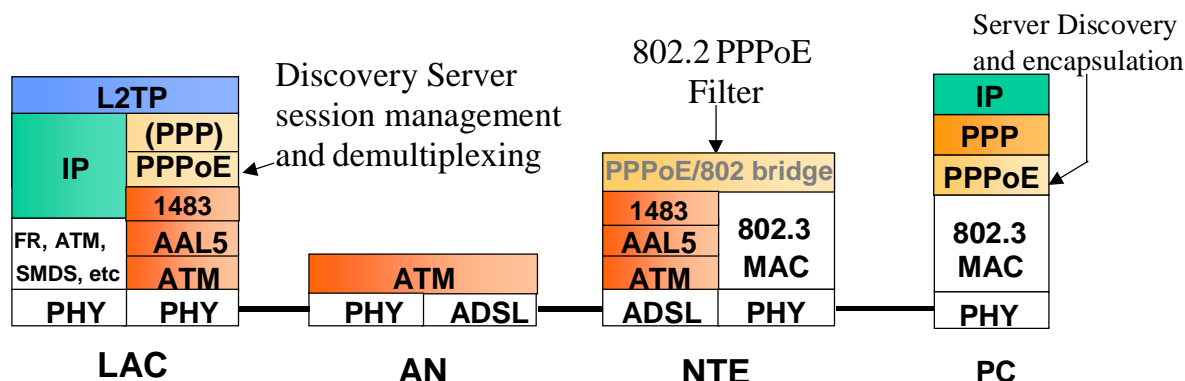 Server Discovery
and encapsulation
802.2 PPPoE
Filter
Discovery Server
session management
and demultiplexing
L2TP
IP
(PPP)
PPPoE
1483
FR, ATM,
SMDS, etc
AAL5
ATM
PHY
PHY
LAC
ATM
PHY
ADSL
AN
PPPoE/802 bridge
1483
AAL5
ATM
802.3
MAC
ADSL
PHY
NTE
IP
PPP
PPPoE
802.3
MAC
PHY
PC